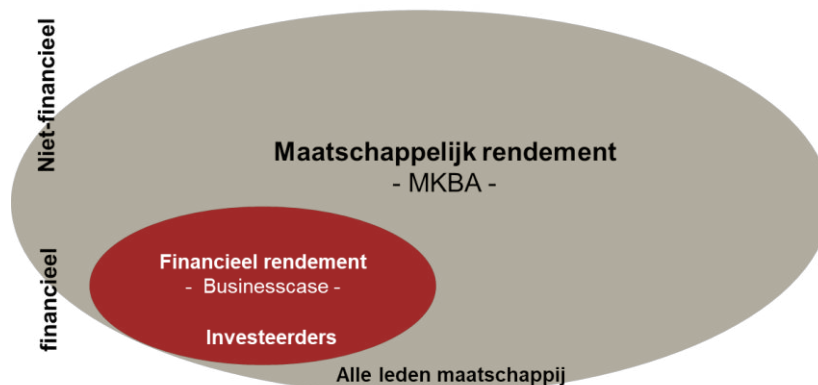 Niet-financieel
Maatschappelijk rendement
- MKBA -
financieel
Financieel rendement
- Businesscase -
Investeerders
Alle leden maatschappij